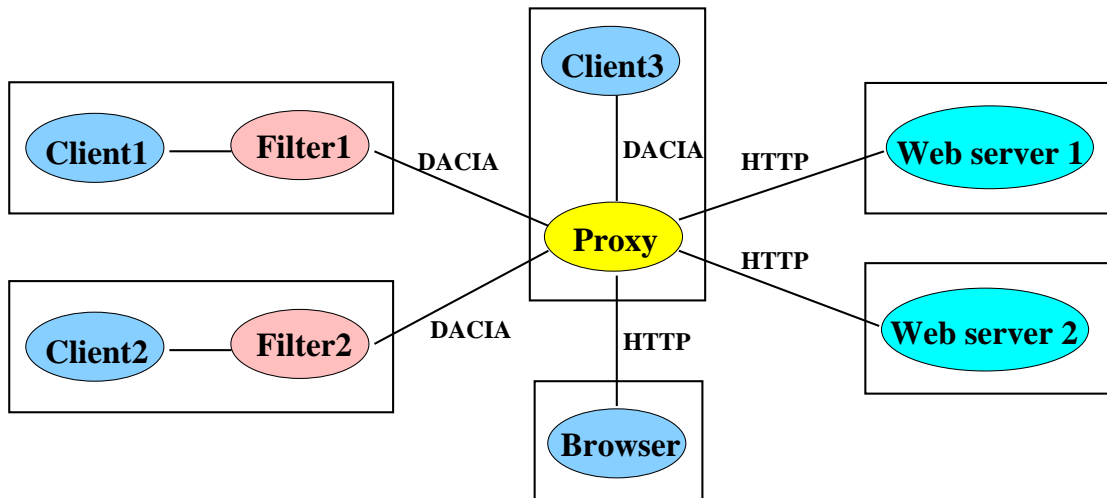 Client3
Client1
Filter1
DACIA
DACIA
HTTP
Web server 1
Proxy
HTTP
Client2
Filter2
DACIA
HTTP
Web server 2
Browser